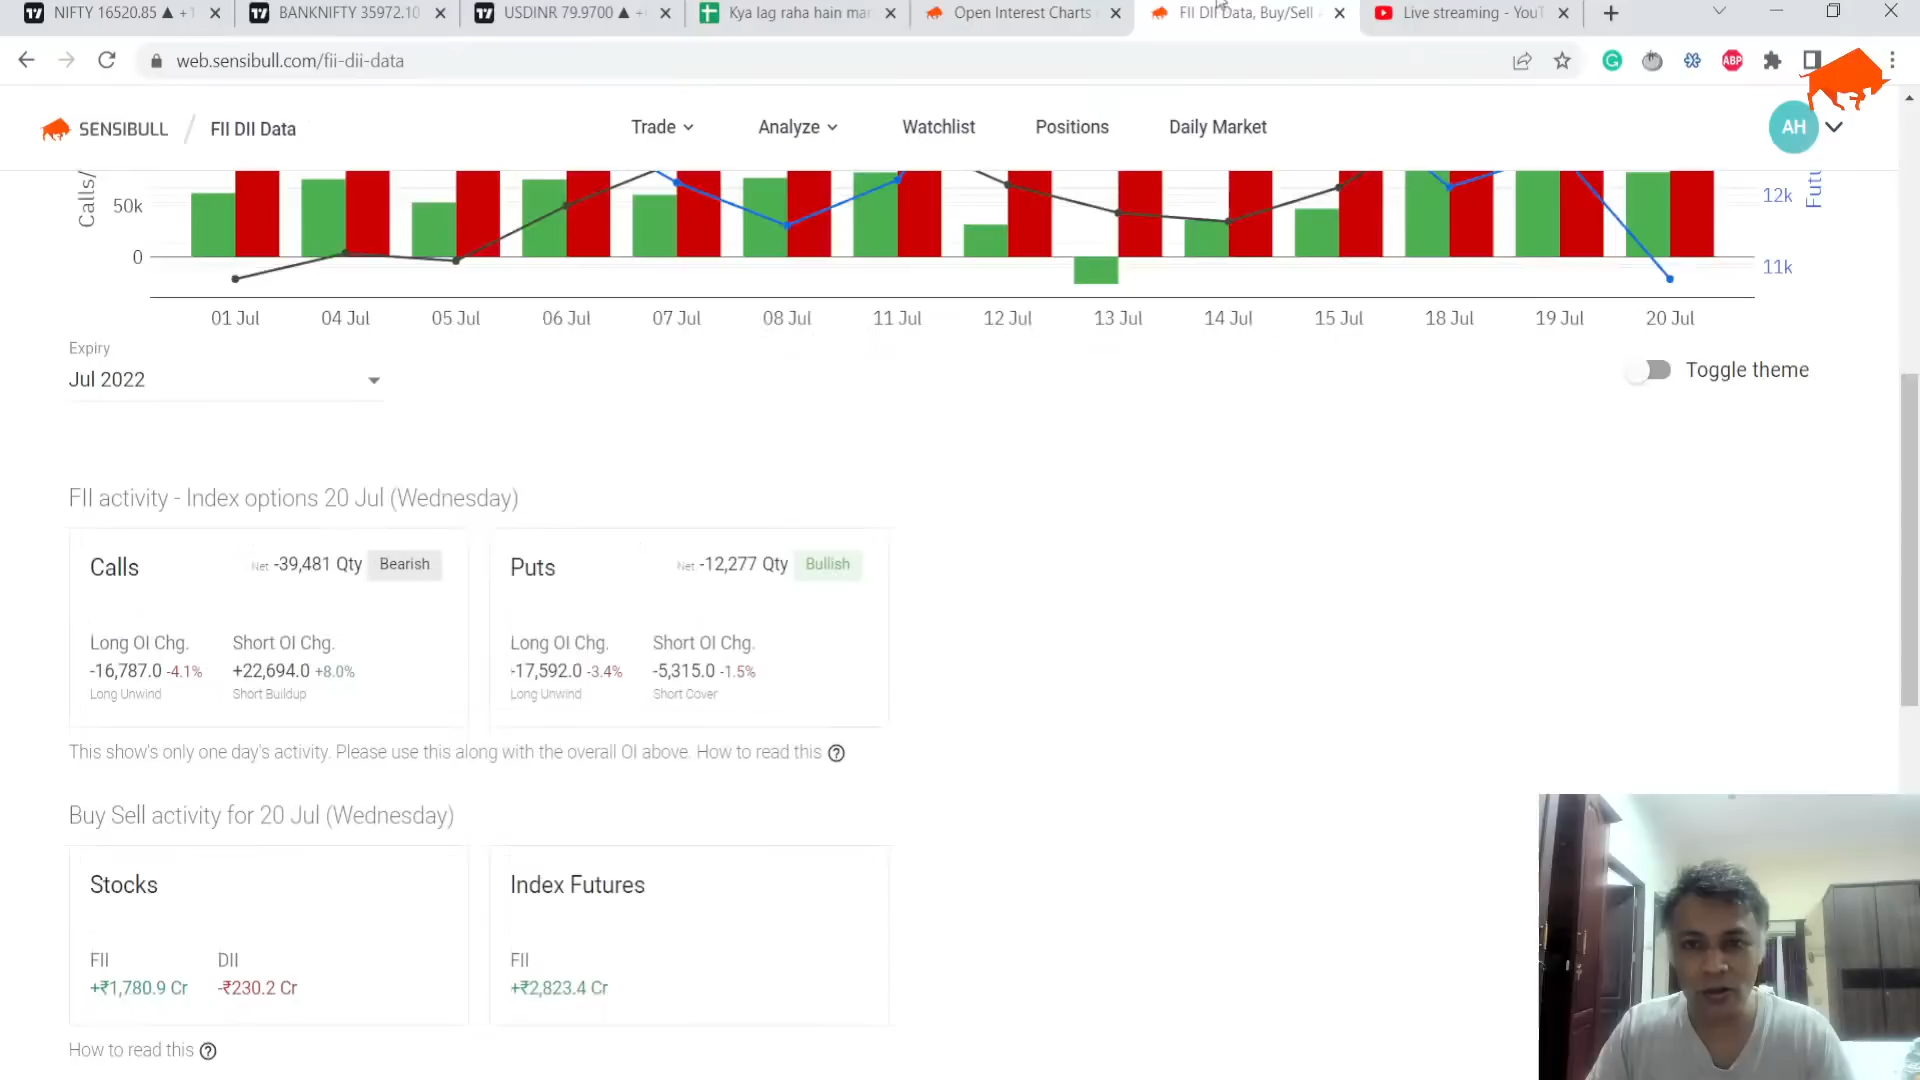 NIFTY 16520.85 ▲ +1
BANKNIFTY 35972.10
USDINR 79.9700 ▲ +
Kya lag raha hain mar
Open Interest Charts
FII DII Data, Buy/Sell
Live streaming - YouT
web.sensibull.com/fii-dii-data
ABP
SENSIBULL / FII DII Data
Trade
Analyze
Watchlist
Positions
Daily Market
AH
Calls/
50k
0
12k
11k
Futu
01 Jul 04 Jul 05 Jul 06 Jul 07 Jul 08 Jul 11 Jul 12 Jul 13 Jul 14 Jul 15 Jul 18 Jul 19 Jul 20 Jul
Expiry
Jul 2022
Toggle theme
FII activity - Index options 20 Jul (Wednesday)
Calls Net -39,481 Qty Bearish
Long OI Chg. Short OI Chg.
-16,787.0 -4.1% +22,694.0 +8.0%
Long Unwind Short Buildup
Puts Net -12,277 Qty Bullish
Long OI Chg. Short OI Chg.
-17,592.0 -3.4% -5,315.0 -1.5%
Long Unwind Short Cover
This show's only one day's activity. Please use this along with the overall OI above. How to read this ?
Buy Sell activity for 20 Jul (Wednesday)
Stocks
FII DII
+₹1,780.9 Cr -₹230.2 Cr
Index Futures
FII
+₹2,823.4 Cr
How to read this ?